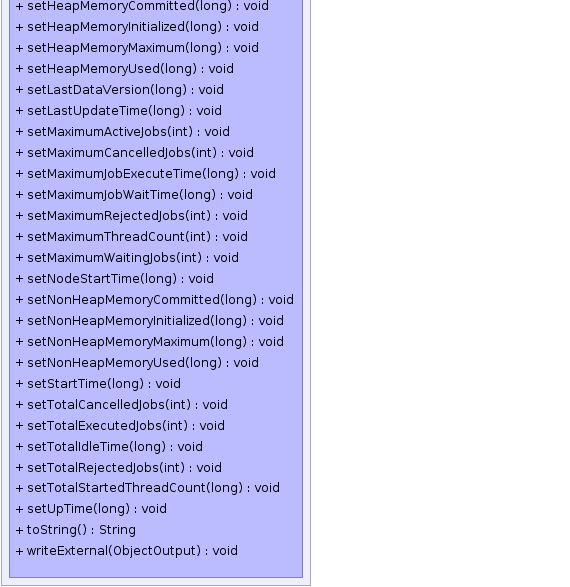 + setHeapMemoryCommitted(long) : void
+ setHeapMemoryInitialized(long) : void
+ setHeapMemoryMaximum(long) : void
+ setHeapMemoryUsed(long) : void
+ setLastDataVersion(long) : void
+ setLastUpdateTime(long) : void
+ setMaximumActiveJobs(int) : void
+ setMaximumCancelledJobs(int) : void
+ setMaximumJobExecuteTime(long) : void
+ setMaximumJobWaitTime(long) : void
+ setMaximumRejectedJobs(int) : void
+ setMaximumThreadCount(int) : void
+ setMaximumWaitingJobs(int) : void
+ setNodeStartTime(long) : void
+ setNonHeapMemoryCommitted(long) : void
+ setNonHeapMemoryInitialized(long) : void
+ setNonHeapMemoryMaximum(long) : void
+ setNonHeapMemoryUsed(long) : void
+ setStartTime(long) : void
+ setTotalCancelledJobs(int) : void
+ setTotalExecutedJobs(int) : void
+ setTotalIdleTime(long) : void
+ setTotalRejectedJobs(int) : void
+ setTotalStartedThreadCount(long) : void
+ setUpTime(long) : void
+ toString() : String
+ writeExternal(ObjectOutput) : void